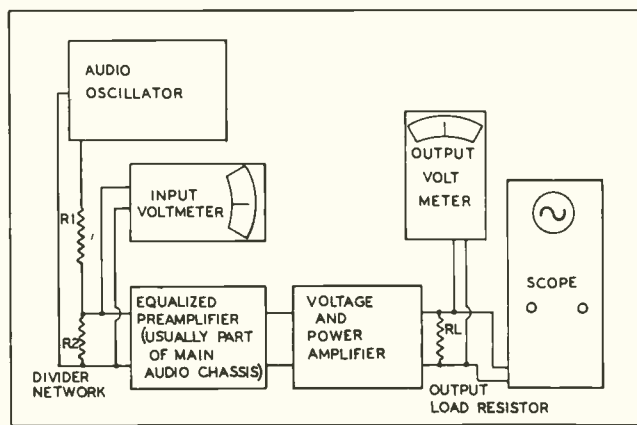 AUDIO
OSCILLATOR
R1
INPUT
VOLTMETER
OUTPUT
VOLT
METER
SCOPE
R2
EQUALIZED
PREAMPLIFIER
(USUALLY PART
OF MAIN
AUDIO CHASSIS)
VOLTAGE
AND
POWER
AMPLIFIER
RL
DIVIDER
NETWORK
OUTPUT
LOAD RESISTOR